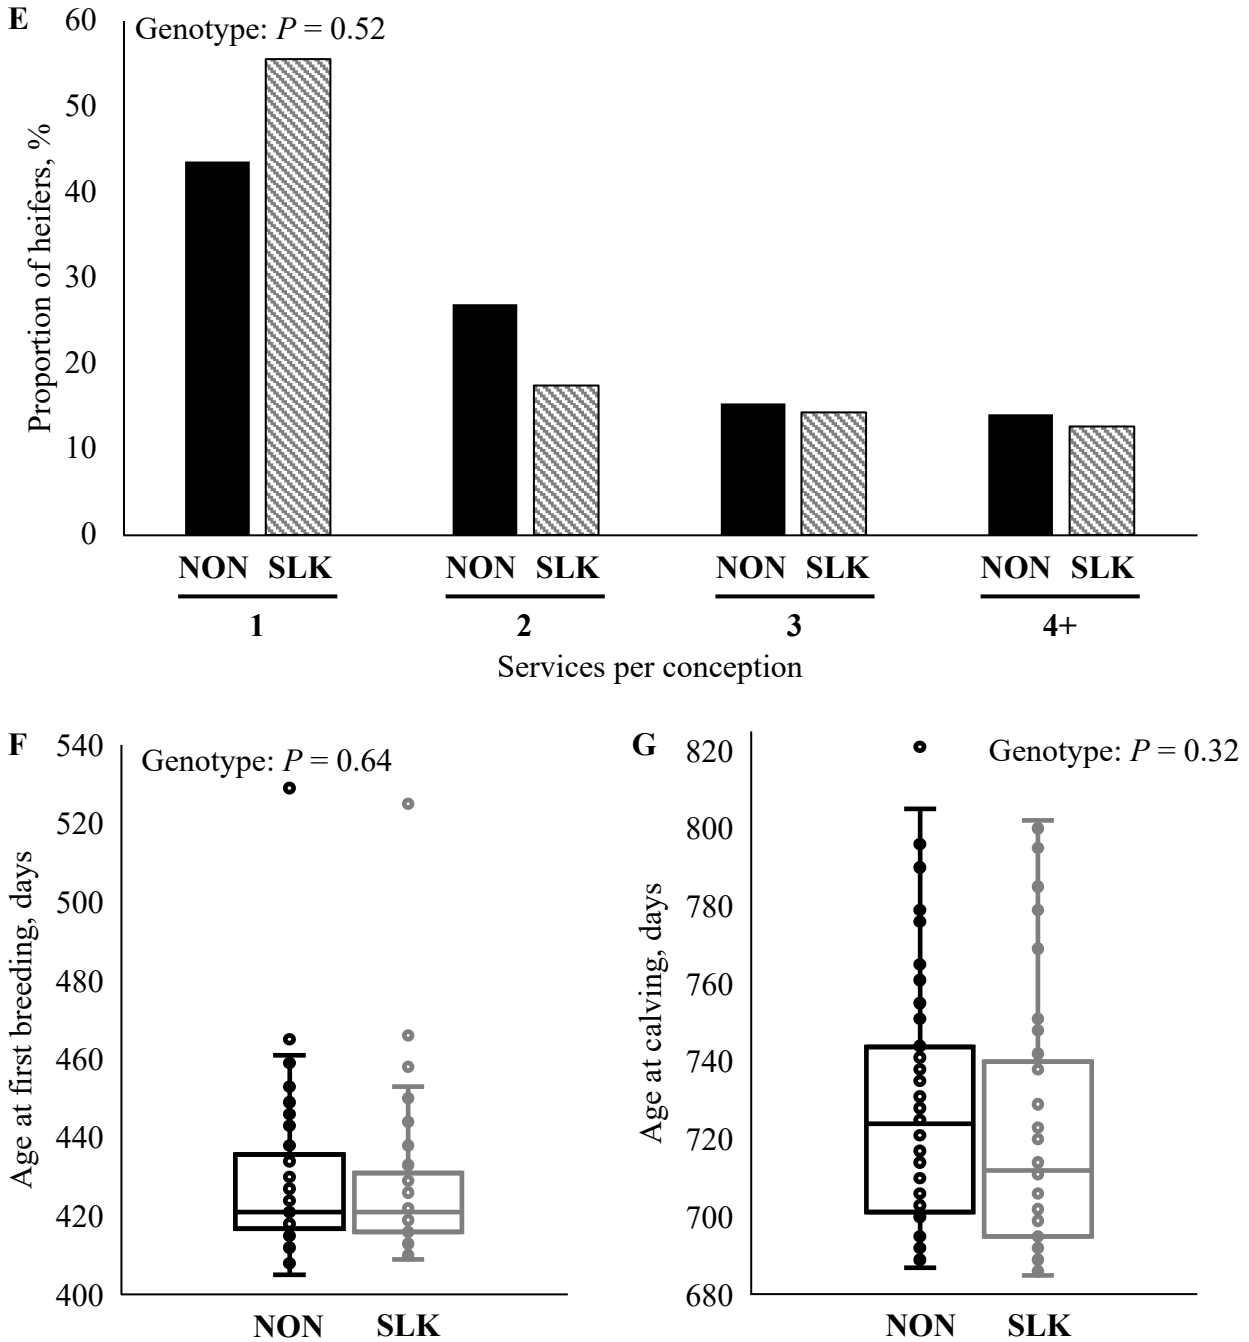 E
Genotype: P = 0.52
Proportion of heifers, %
60
50
40
30
20
10
0
NON SLK NON SLK NON SLK NON SLK
1 2 3 4+
Services per conception
F
Genotype: P = 0.64
Age at first breeding, days
540
520
500
480
460
440
420
400
NON SLK
G
Genotype: P = 0.32
Age at calving, days
820
800
780
760
740
720
700
680
NON SLK